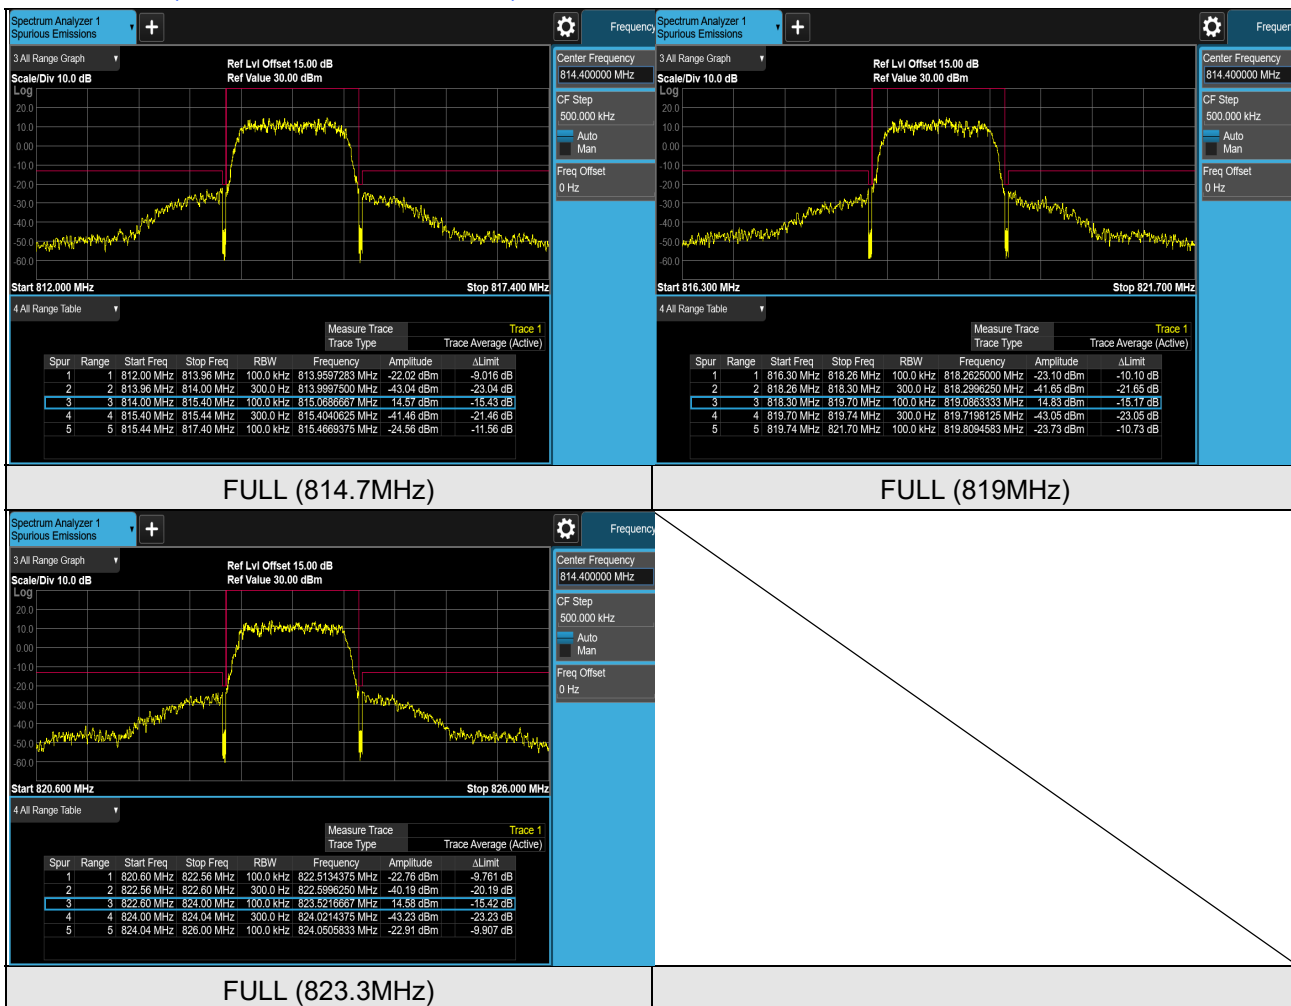 Spectrum Analyzer 1
Spurious Emissions
+
Frequency
3 All Range Graph
Scale/Div 10.0 dB
Ref Lvl Offset 15.00 dB
Ref Value 30.00 dBm
Log
20.0
10.0
0.00
-10.0
-20.0
-30.0
-40.0
-50.0
-60.0
Start 812.000 MHz
Stop 817.400 MHz
Center Frequency
814.400000 MHz
CF Step
500.000 kHz
Auto
Man
Freq Offset
0 Hz
4 All Range Table
Measure Trace Trace 1
Trace Type Trace Average (Active)
Spur Range Start Freq Stop Freq RBW Frequency Amplitude ΔLimit
1 1 812.00 MHz 813.96 MHz 100.0 kHz 813.9597283 MHz -22.02 dBm -9.016 dB
2 2 813.96 MHz 814.00 MHz 300.0 Hz 813.9997500 MHz -43.04 dBm -23.04 dB
3 3 814.00 MHz 815.40 MHz 100.0 kHz 815.0686667 MHz 14.57 dBm -15.43 dB
4 4 815.40 MHz 815.44 MHz 300.0 Hz 815.4040625 MHz -41.46 dBm -21.46 dB
5 5 815.44 MHz 817.40 MHz 100.0 kHz 815.4669375 MHz -24.56 dBm -11.56 dB
FULL (814.7MHz)
Spectrum Analyzer 1
Spurious Emissions
+
Frequen
3 All Range Graph
Scale/Div 10.0 dB
Ref Lvl Offset 15.00 dB
Ref Value 30.00 dBm
Log
20.0
10.0
0.00
-10.0
-20.0
-30.0
-40.0
-50.0
-60.0
Start 816.300 MHz
Stop 821.700 MHz
Center Frequency
814.400000 MHz
CF Step
500.000 kHz
Auto
Man
Freq Offset
0 Hz
4 All Range Table
Measure Trace Trace 1
Trace Type Trace Average (Active)
Spur Range Start Freq Stop Freq RBW Frequency Amplitude ΔLimit
1 1 816.30 MHz 818.26 MHz 100.0 kHz 818.2625000 MHz -23.10 dBm -10.10 dB
2 2 818.26 MHz 818.30 MHz 300.0 Hz 818.2996250 MHz -41.65 dBm -21.65 dB
3 3 818.30 MHz 819.70 MHz 100.0 kHz 819.0863333 MHz 14.83 dBm -15.17 dB
4 4 819.70 MHz 819.74 MHz 300.0 Hz 819.7198125 MHz -43.05 dBm -23.05 dB
5 5 819.74 MHz 821.70 MHz 100.0 kHz 819.8094583 MHz -23.73 dBm -10.73 dB
FULL (819MHz)
Spectrum Analyzer 1
Spurious Emissions
+
Frequency
3 All Range Graph
Scale/Div 10.0 dB
Ref Lvl Offset 15.00 dB
Ref Value 30.00 dBm
Log
20.0
10.0
0.00
-10.0
-20.0
-30.0
-40.0
-50.0
-60.0
Start 820.600 MHz
Stop 826.000 MHz
Center Frequency
814.400000 MHz
CF Step
500.000 kHz
Auto
Man
Freq Offset
0 Hz
4 All Range Table
Measure Trace Trace 1
Trace Type Trace Average (Active)
Spur Range Start Freq Stop Freq RBW Frequency Amplitude ΔLimit
1 1 820.60 MHz 822.56 MHz 100.0 kHz 822.5134375 MHz -22.76 dBm -9.761 dB
2 2 822.56 MHz 822.60 MHz 300.0 Hz 822.5996250 MHz -40.19 dBm -20.19 dB
3 3 822.60 MHz 824.00 MHz 100.0 kHz 823.5216667 MHz 14.58 dBm -15.42 dB
4 4 824.00 MHz 824.04 MHz 300.0 Hz 824.0214375 MHz -43.23 dBm -23.23 dB
5 5 824.04 MHz 826.00 MHz 100.0 kHz 824.0505833 MHz -22.91 dBm -9.907 dB
FULL (823.3MHz)